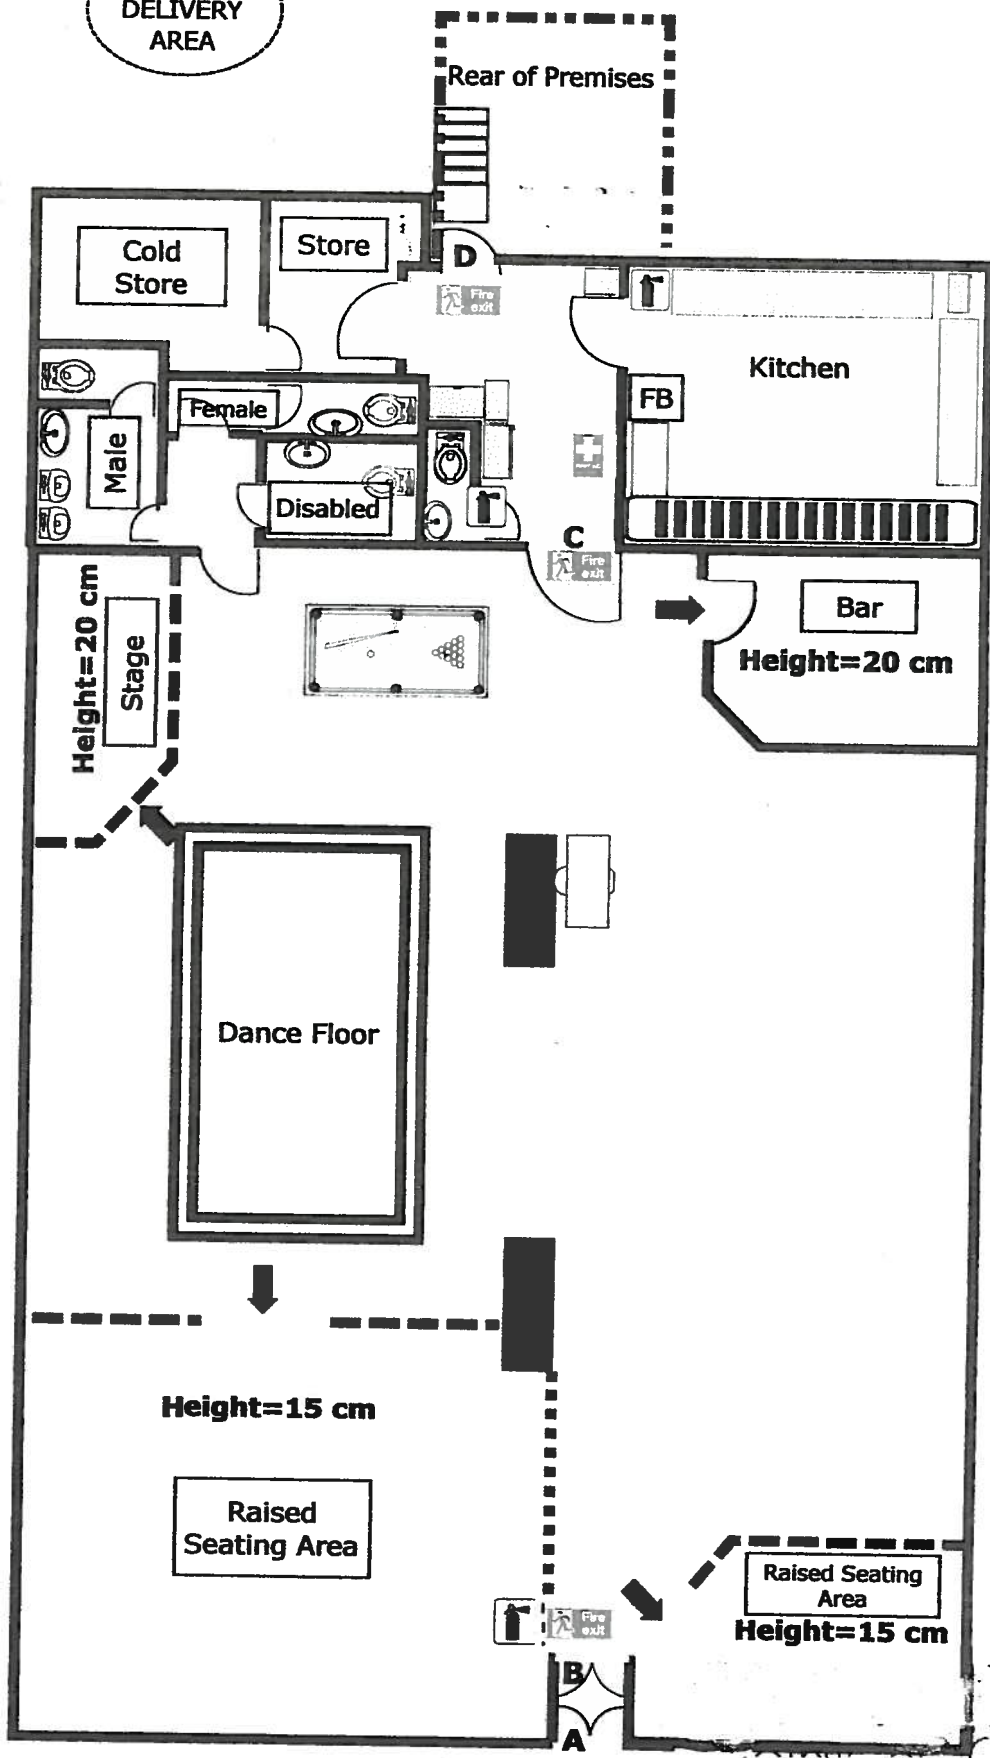 DELIVERY
AREA
Rear of Premises
Cold
Store
Store
D
Fire
exit
Kitchen
FB
Female
Male
Disabled
C
Fire
exit
Bar
Height=20 cm
Height=20 cm
Stage
Dance Floor
Height=15 cm
Raised
Seating Area
Raised Seating
Area
Height=15 cm
Fire
exit
B
A